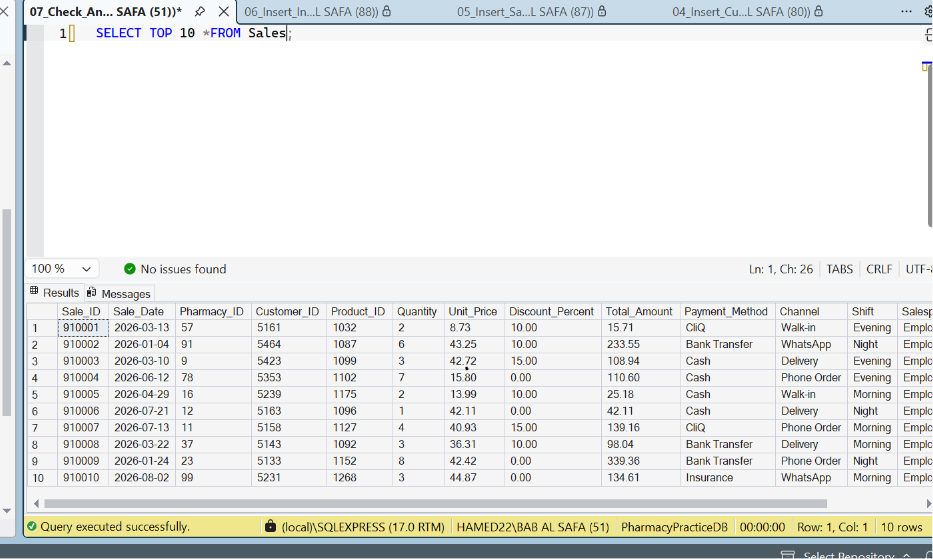 07_Check_An... SAFA (51))* 06_Insert_In...L SAFA (88)) 05_Insert_Sa...L SAFA (87)) 04_Insert_Cu...L SAFA (80))
1 SELECT TOP 10 *FROM Sales;
100 % No issues found Ln: 1, Ch: 26 TABS CRLF UTF-8
Results Messages
Sale_ID Sale_Date Pharmacy_ID Customer_ID Product_ID Quantity Unit_Price Discount_Percent Total_Amount Payment_Method Channel Shift Salesp
1 910001 2026-03-13 57 5161 1032 2 8.73 10.00 15.71 CliQ Walk-in Evening Emplo
2 910002 2026-01-04 91 5464 1087 6 43.25 10.00 233.55 Bank Transfer WhatsApp Night Emplo
3 910003 2026-03-10 9 5423 1099 3 42.72 15.00 108.94 Cash Delivery Evening Emplo
4 910004 2026-06-12 78 5353 1102 7 15.80 0.00 110.60 Cash Phone Order Evening Emplo
5 910005 2026-04-29 16 5239 1175 2 13.99 10.00 25.18 Cash Walk-in Morning Emplo
6 910006 2026-07-21 12 5163 1096 1 42.11 0.00 42.11 Cash Delivery Night Emplo
7 910007 2026-07-13 11 5158 1127 4 40.93 15.00 139.16 CliQ Phone Order Morning Emplo
8 910008 2026-03-22 37 5143 1092 3 36.31 10.00 98.04 Bank Transfer Delivery Morning Emplo
9 910009 2026-01-24 23 5133 1152 8 42.42 0.00 339.36 Bank Transfer Phone Order Night Emplo
10 910010 2026-08-02 99 5231 1268 3 44.87 0.00 134.61 Insurance WhatsApp Morning Emplo
Query executed successfully. (local)\SQLEXPRESS (17.0 RTM) HAMED22\BAB AL SAFA (51) PharmacyPracticeDB 00:00:00 Row: 1, Col: 1 10 rows
Select Repository